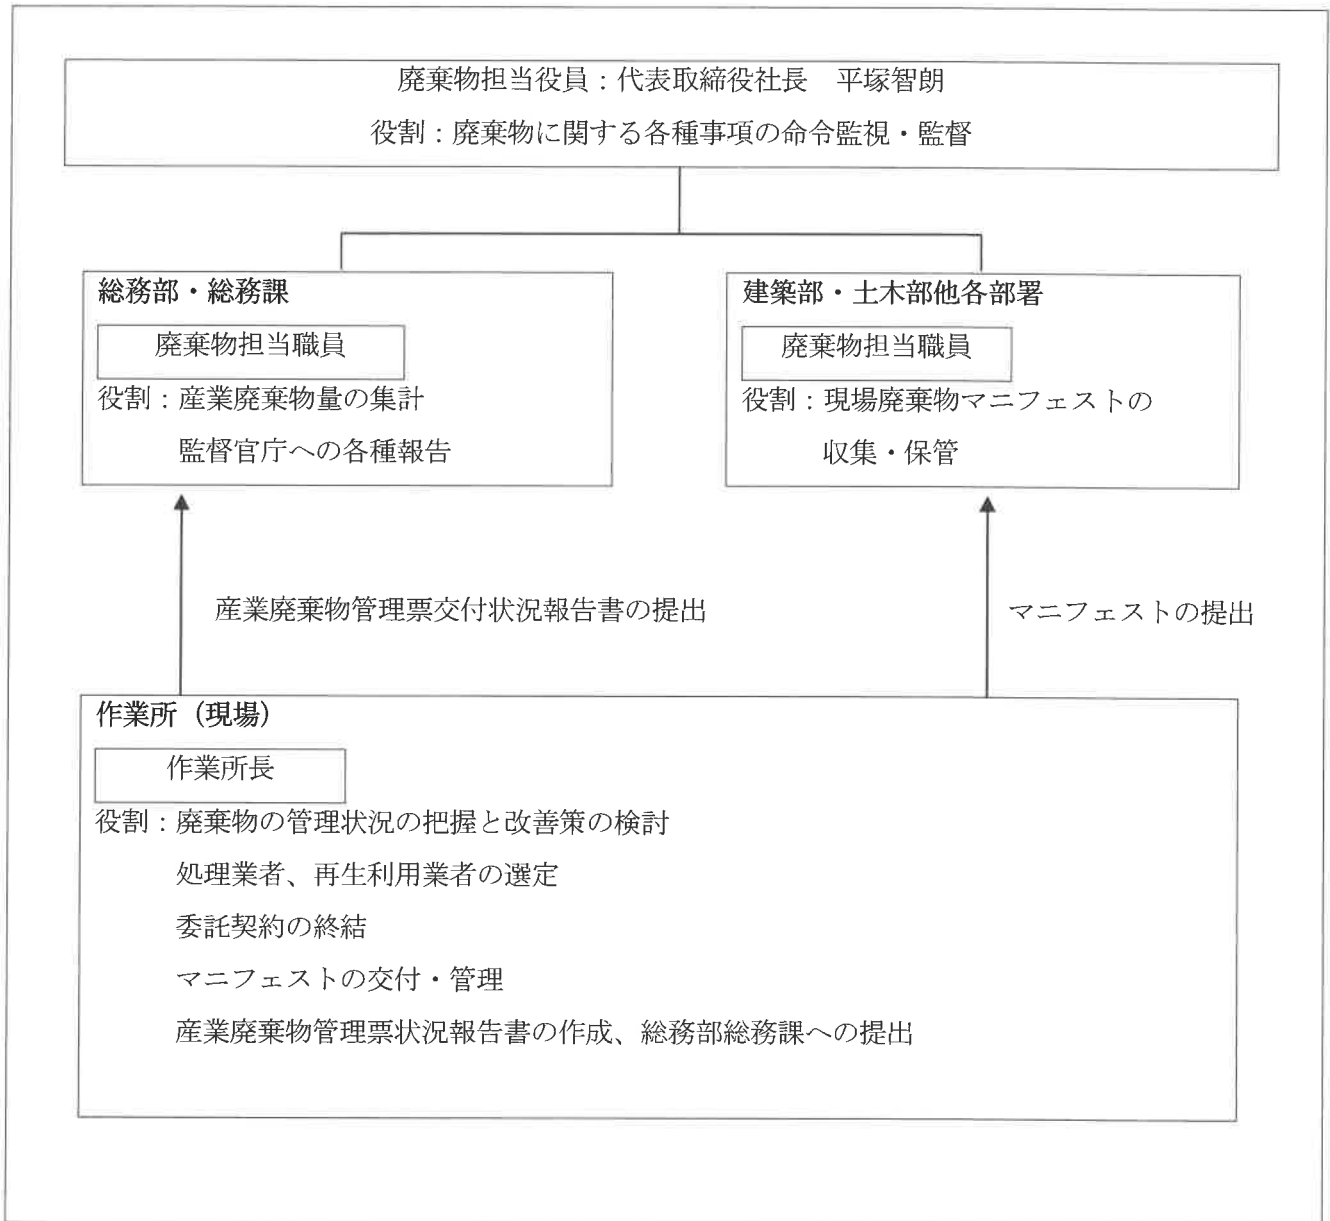 廃棄物担当役員：代表取締役社長　平塚智朗
役割：廃棄物に関する各種事項の命令監視・監督
総務部・総務課
廃棄物担当職員
役割：産業廃棄物量の集計
監督官庁への各種報告
建築部・土木部他各部署
廃棄物担当職員
役割：現場廃棄物マニフェストの
収集・保管
産業廃棄物管理票交付状況報告書の提出
マニフェストの提出
作業所（現場）
作業所長
役割：廃棄物の管理状況の把握と改善策の検討
処理業者、再生利用業者の選定
委託契約の終結
マニフェストの交付・管理
産業廃棄物管理票状況報告書の作成、総務部総務課への提出